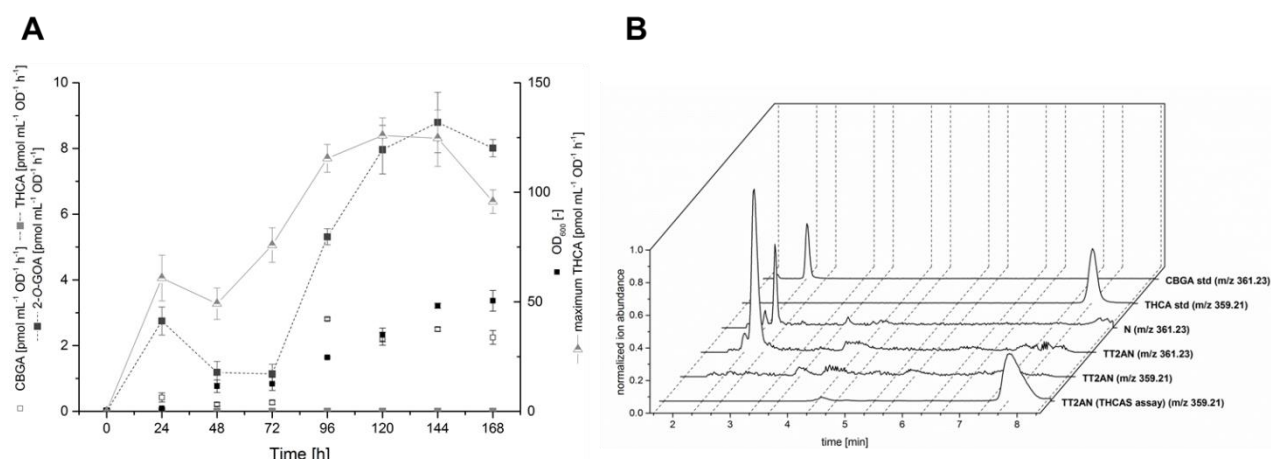 A
B
CBGA [pmol mL⁻¹ OD⁻¹ h⁻¹]
THCA [pmol mL⁻¹ OD⁻¹ h⁻¹]
2-O-GOA [pmol mL⁻¹ OD⁻¹ h⁻¹]
10
8
6
4
2
0
150
100
50
0
OD₆₀₀ [-]
maximum THCA [pmol mL⁻¹ OD⁻¹ h⁻¹]
0 24 48 72 96 120 144 168
Time [h]
normalized ion abundance
1.0
0.8
0.6
0.4
0.2
0.0
CBGA std (m/z 361.23)
THCA std (m/z 359.21)
N (m/z 361.23)
TT2AN (m/z 361.23)
TT2AN (m/z 359.21)
TT2AN (THCAS assay) (m/z 359.21)
2 3 4 5 6 7 8
time [min]